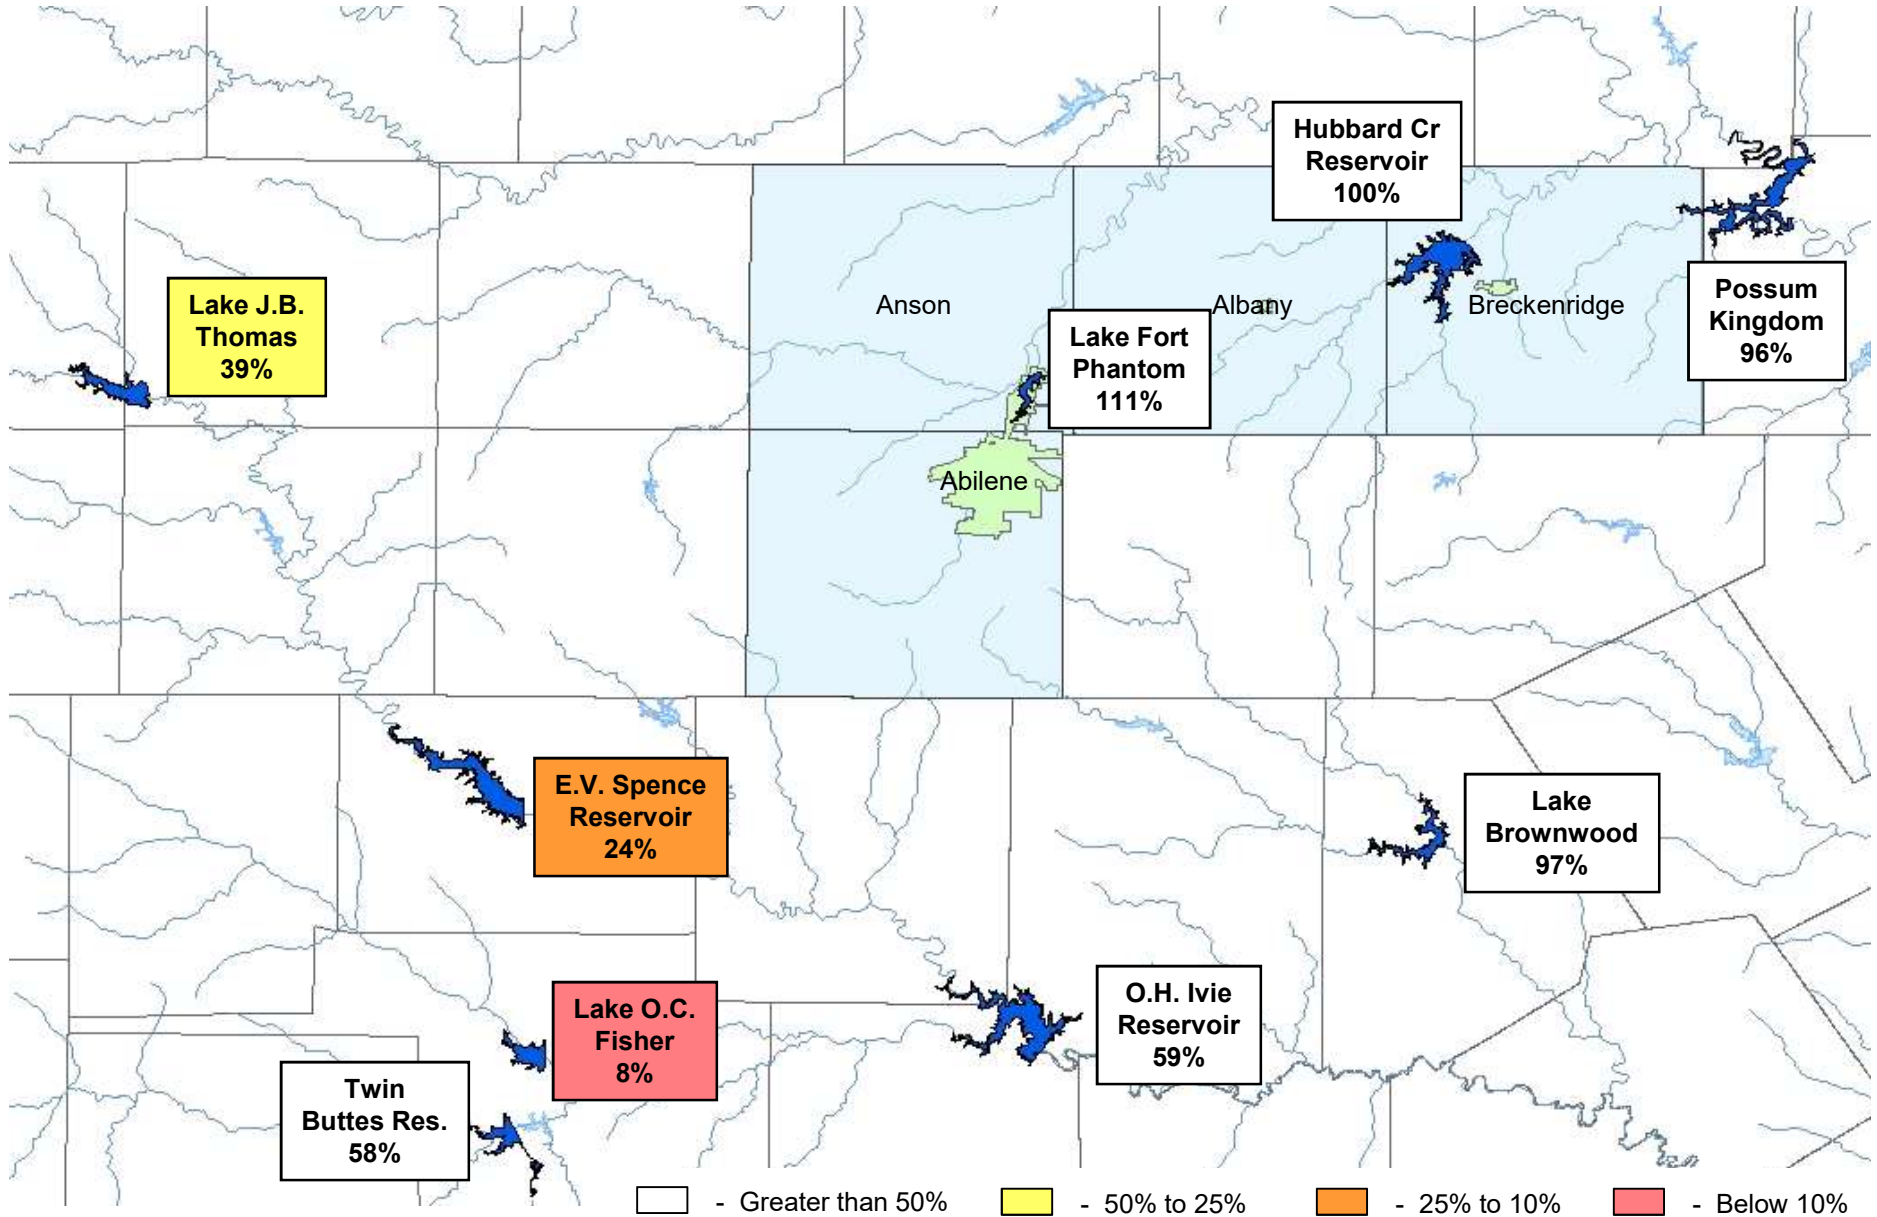 Hubbard Cr
Reservoir
100%
Lake J.B.
Thomas
39%
Anson
Albany
Breckenridge
Possum
Kingdom
96%
Lake Fort
Phantom
111%
Abilene
E.V. Spence
Reservoir
24%
Lake
Brownwood
97%
Lake O.C.
Fisher
8%
O.H. Ivie
Reservoir
59%
Twin
Buttes Res.
58%
- Greater than 50%
- 50% to 25%
- 25% to 10%
- Below 10%